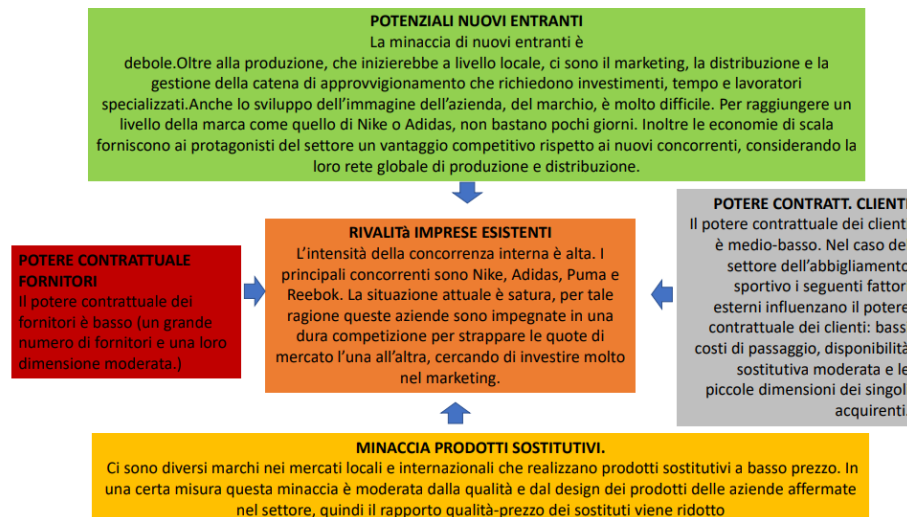 POTENZIALI NUOVI ENTRANTI
La minaccia di nuovi entranti è
debole.Oltre alla produzione, che inizierebbe a livello locale, ci sono il marketing, la distribuzione e la
gestione della catena di approvvigionamento che richiedono investimenti, tempo e lavoratori
specializzati.Anche lo sviluppo dell'immagine dell'azienda, del marchio, è molto difficile. Per raggiungere un
livello della marca come quello di Nike o Adidas, non bastano pochi giorni. Inoltre le economie di scala
forniscono ai protagonisti del settore un vantaggio competitivo rispetto ai nuovi concorrenti, considerando la
loro rete globale di produzione e distribuzione.
POTERE CONTRATTUALE
FORNITORI
Il potere contrattuale dei
fornitori è basso (un grande
numero di fornitori e una loro
dimensione moderata.)
RIVALITà IMPRESE ESISTENTI
L'intensità della concorrenza interna è alta. I
principali concorrenti sono Nike, Adidas, Puma e
Reebok. La situazione attuale è satura, per tale
ragione queste aziende sono impegnate in una
dura competizione per strappare le quote di
mercato l'una all'altra, cercando di investire molto
nel marketing.
POTERE CONTRATT. CLIENTI
Il potere contrattuale dei clienti
è medio-basso. Nel caso del
settore dell'abbigliamento
sportivo i seguenti fattori
esterni influenzano il potere
contrattuale dei clienti: bassi
costi di passaggio, disponibilità
sostitutiva moderata e le
piccole dimensioni dei singoli
acquirenti.
MINACCIA PRODOTTI SOSTITUTIVI.
Ci sono diversi marchi nei mercati locali e internazionali che realizzano prodotti sostitutivi a basso prezzo. In
una certa misura questa minaccia è moderata dalla qualità e dal design dei prodotti delle aziende affermate
nel settore, quindi il rapporto qualità-prezzo dei sostituti viene ridotto